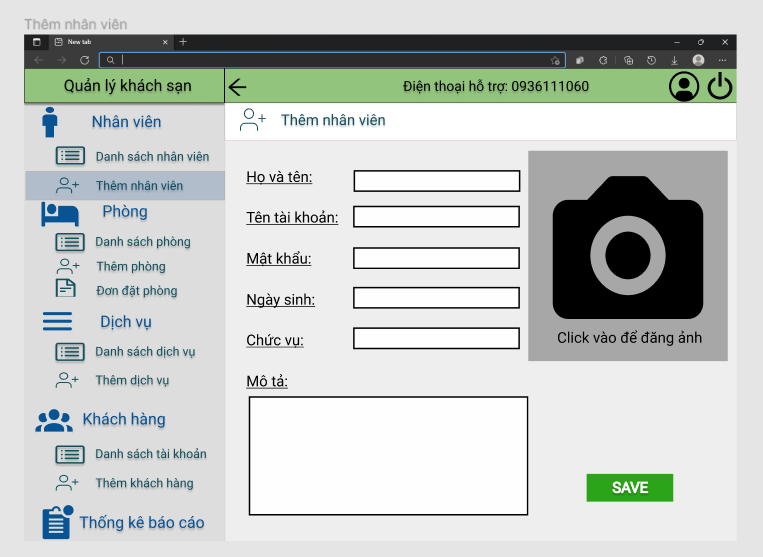 Thêm nhân viên
New tab
Quản lý khách sạn
Điện thoại hỗ trợ: 0936111060
Nhân viên
Danh sách nhân viên
Thêm nhân viên
Phòng
Danh sách phòng
Thêm phòng
Đơn đặt phòng
Dịch vụ
Danh sách dịch vụ
Thêm dịch vụ
Khách hàng
Danh sách tài khoản
Thêm khách hàng
Thống kê báo cáo
Thêm nhân viên
Họ và tên:
Tên tài khoản:
Mật khẩu:
Ngày sinh:
Chức vụ:
Mô tả:
Click vào để đăng ảnh
SAVE